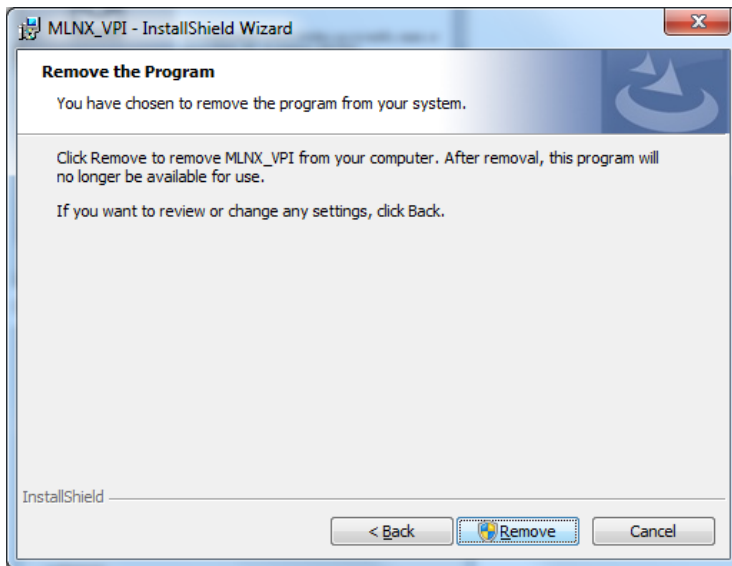 MLNX_VPI - InstallShield Wizard
Remove the Program
You have chosen to remove the program from your system.
Click Remove to remove MLNX_VPI from your computer. After removal, this program will
no longer be available for use.
If you want to review or change any settings, click Back.
InstallShield
< Back
Remove
Cancel